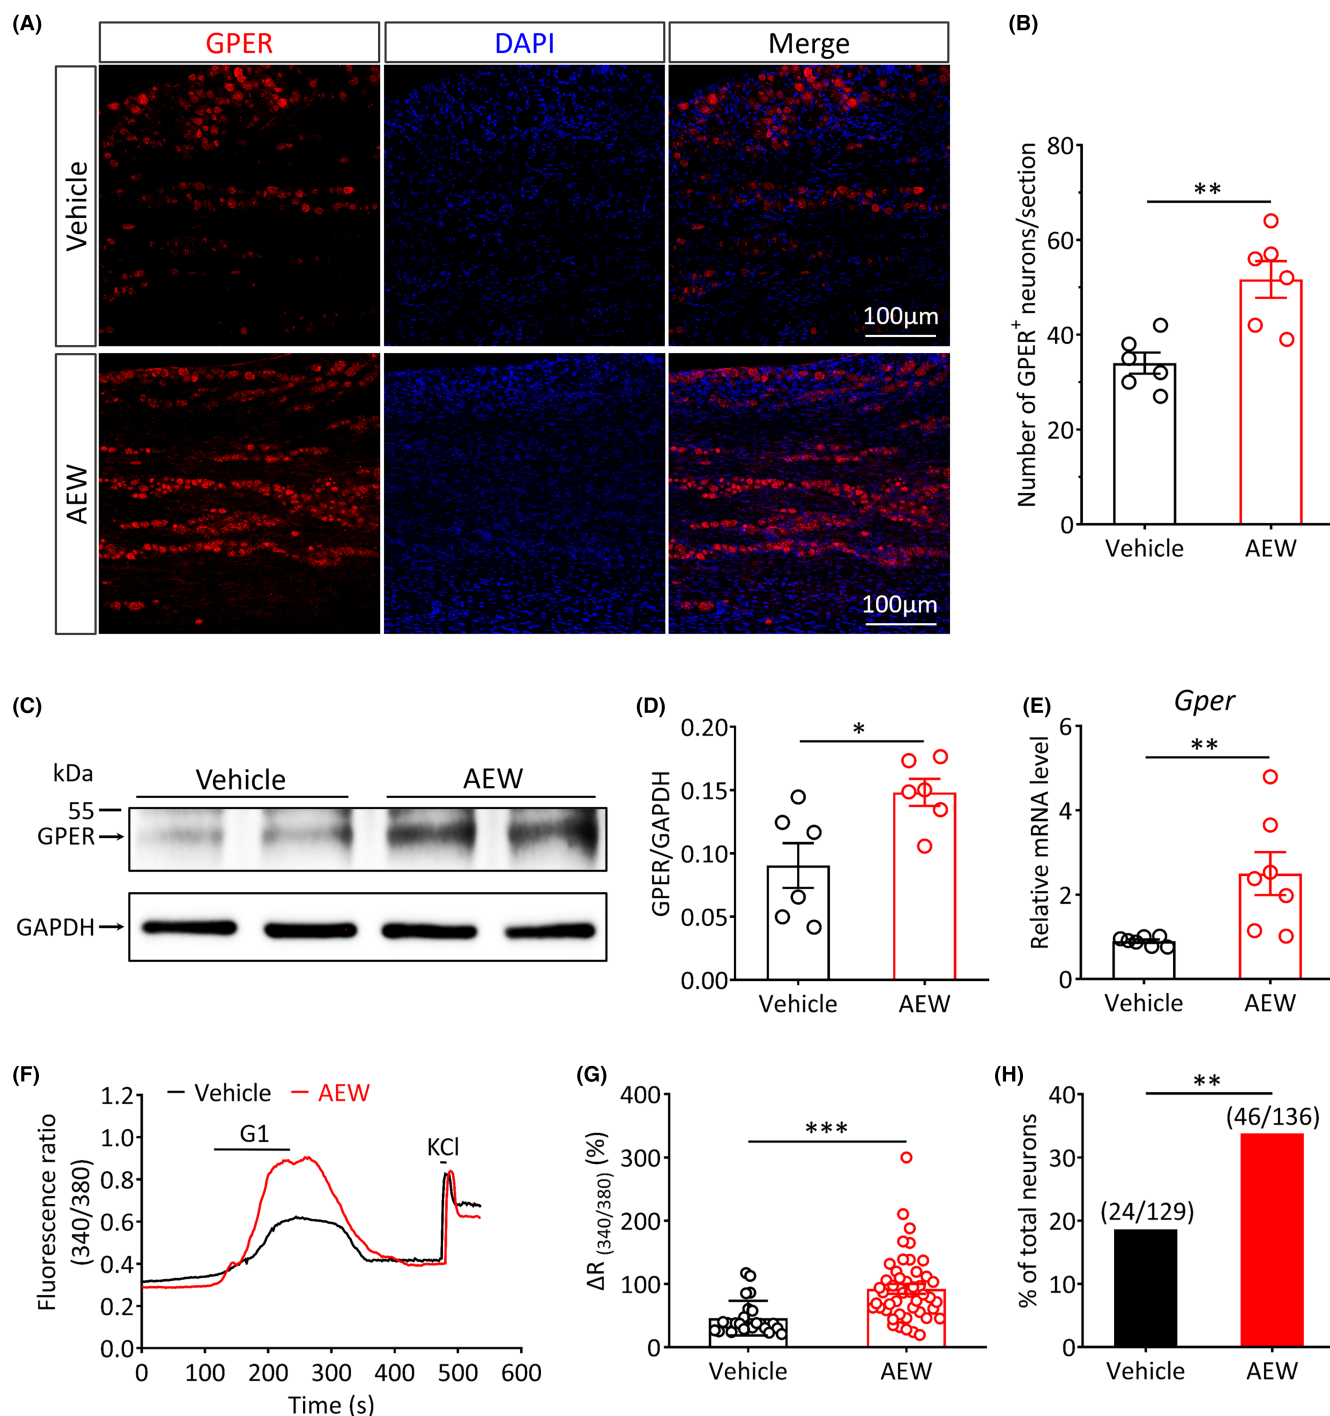 (A)
GPER
DAPI
Merge
Vehicle
100μm
AEW
100μm
(B)
Number of GPER+ neurons/section
80
60
40
20
0
**
Vehicle
AEW
(C)
kDa
Vehicle
AEW
55
GPER
GAPDH
(D)
GPER/GAPDH
0.20
0.15
0.10
0.05
0.00
*
Vehicle
AEW
(E)
Gper
Relative mRNA level
6
4
2
0
**
Vehicle
AEW
(F)
Vehicle
AEW
Fluorescence ratio
(340/380)
1.2
1.0
0.8
0.6
0.4
0.2
0.0
G1
KCl
0 100 200 300 400 500 600
Time (s)
(G)
ΔR (340/380) (%)
400
300
200
100
0
***
Vehicle
AEW
(H)
% of total neurons
40
30
20
10
0
**
(24/129)
(46/136)
Vehicle
AEW